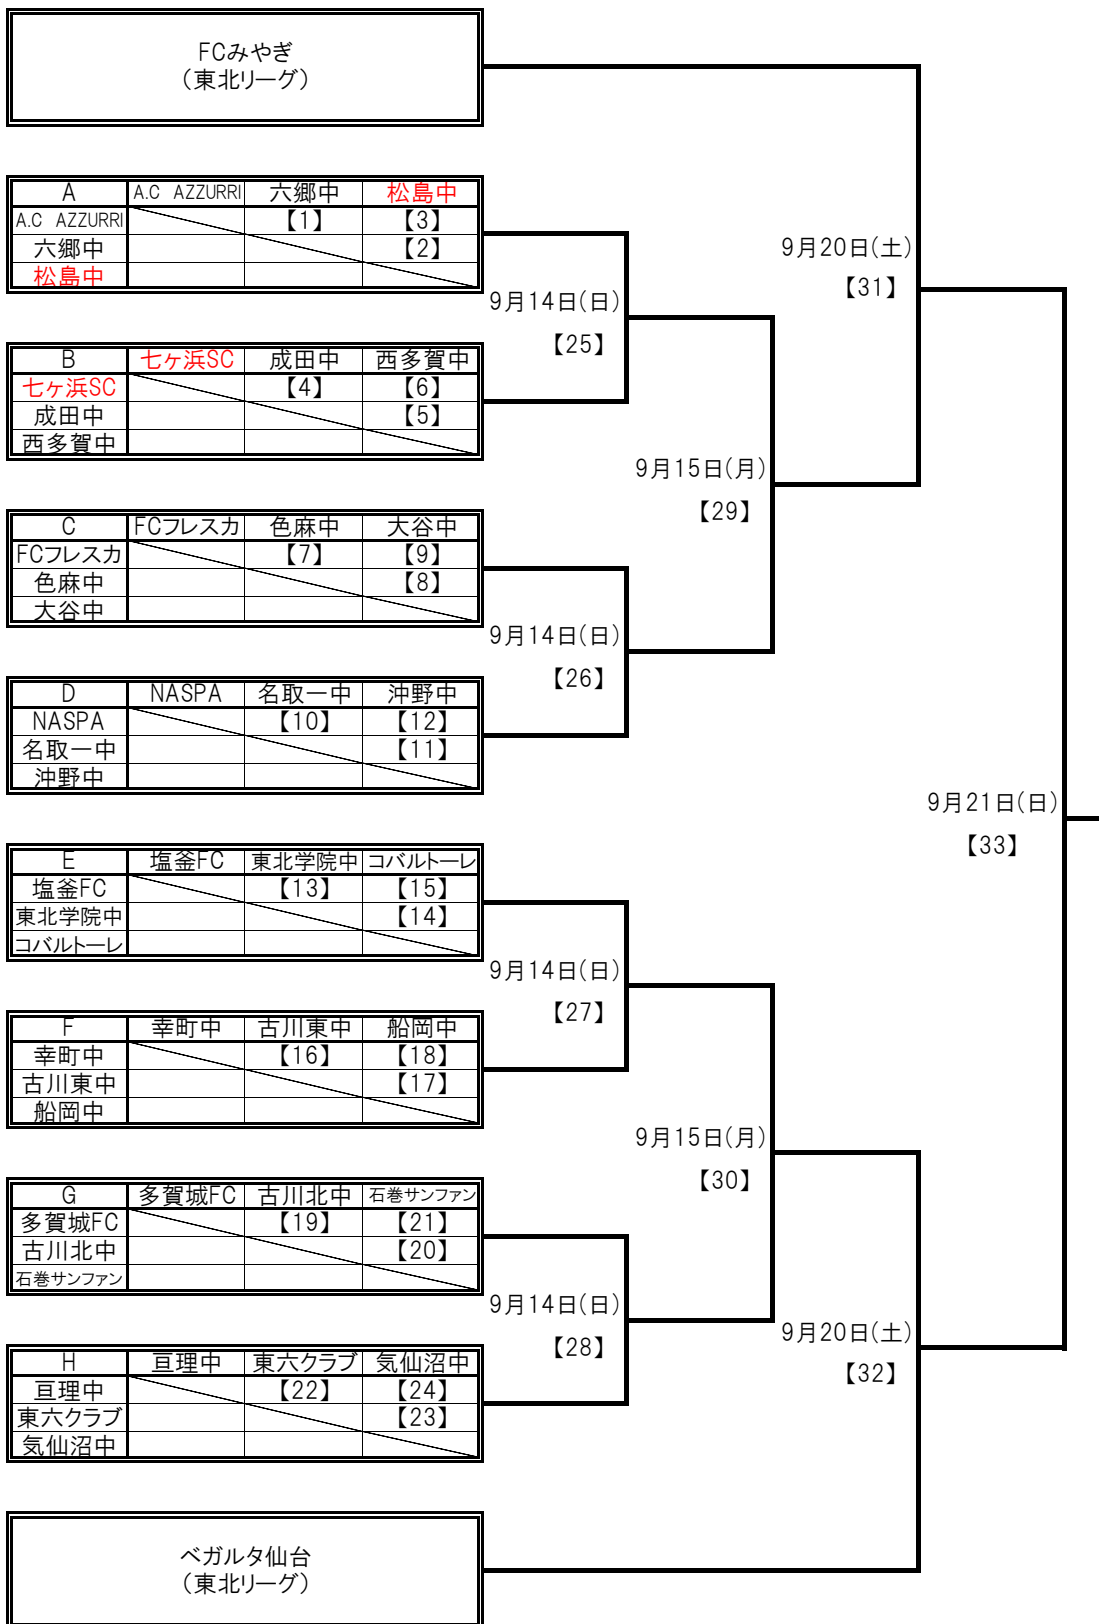 FCみやぎ
（東北リーグ）
A A.C AZZURRI 六郷中 松島中
A.C AZZURRI 【1】 【3】
六郷中 【2】
松島中
9月14日(日)
【25】
B 七ヶ浜SC 成田中 西多賀中
七ヶ浜SC 【4】 【6】
成田中 【5】
西多賀中
9月20日(土)
【31】
9月15日(月)
【29】
C FCフレスカ 色麻中 大谷中
FCフレスカ 【7】 【9】
色麻中 【8】
大谷中
9月14日(日)
【26】
D NASPA 名取一中 沖野中
NASPA 【10】 【12】
名取一中 【11】
沖野中
9月21日(日)
【33】
E 塩釜FC 東北学院中 コバルトーレ
塩釜FC 【13】 【15】
東北学院中 【14】
コバルトーレ
9月14日(日)
【27】
F 幸町中 古川東中 船岡中
幸町中 【16】 【18】
古川東中 【17】
船岡中
9月15日(月)
【30】
G 多賀城FC 古川北中 石巻サンファン
多賀城FC 【19】 【21】
古川北中 【20】
石巻サンファン
9月14日(日)
【28】
9月20日(土)
【32】
H 亘理中 東六クラブ 気仙沼中
亘理中 【22】 【24】
東六クラブ 【23】
気仙沼中
ベガルタ仙台
（東北リーグ）